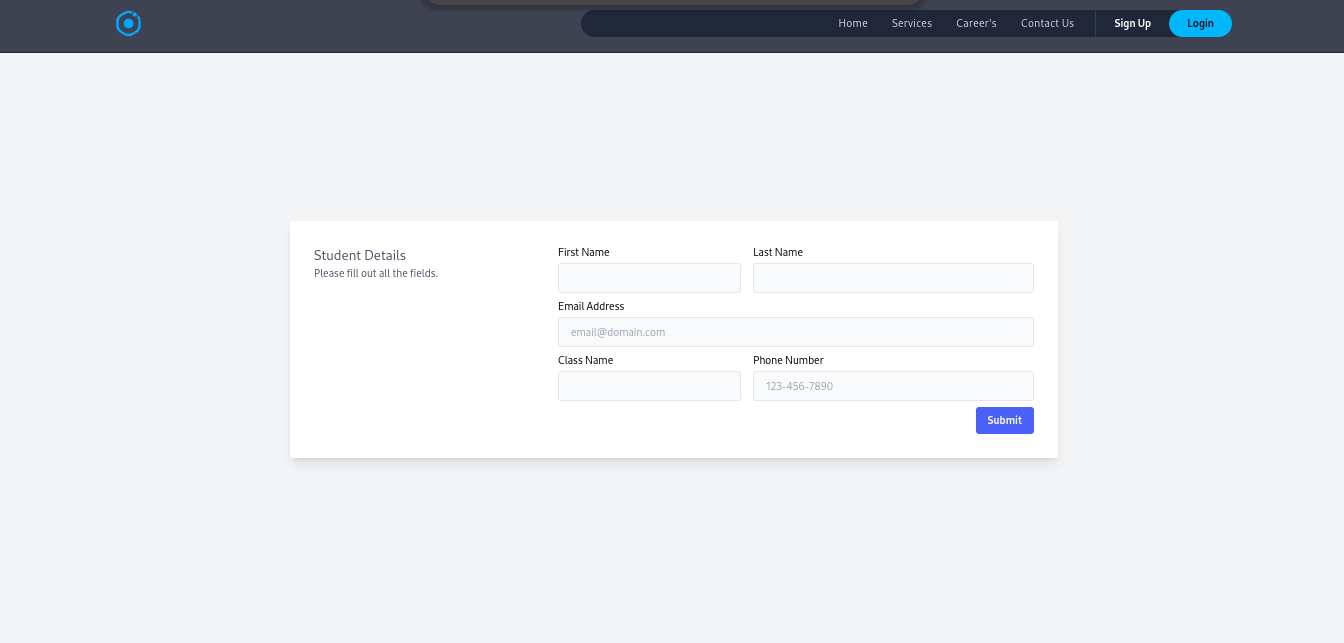 Home Services Career's Contact Us Sign Up Login
Student Details
Please fill out all the fields.
First Name Last Name
Email Address
email@domain.com
Class Name Phone Number
123-456-7890
Submit